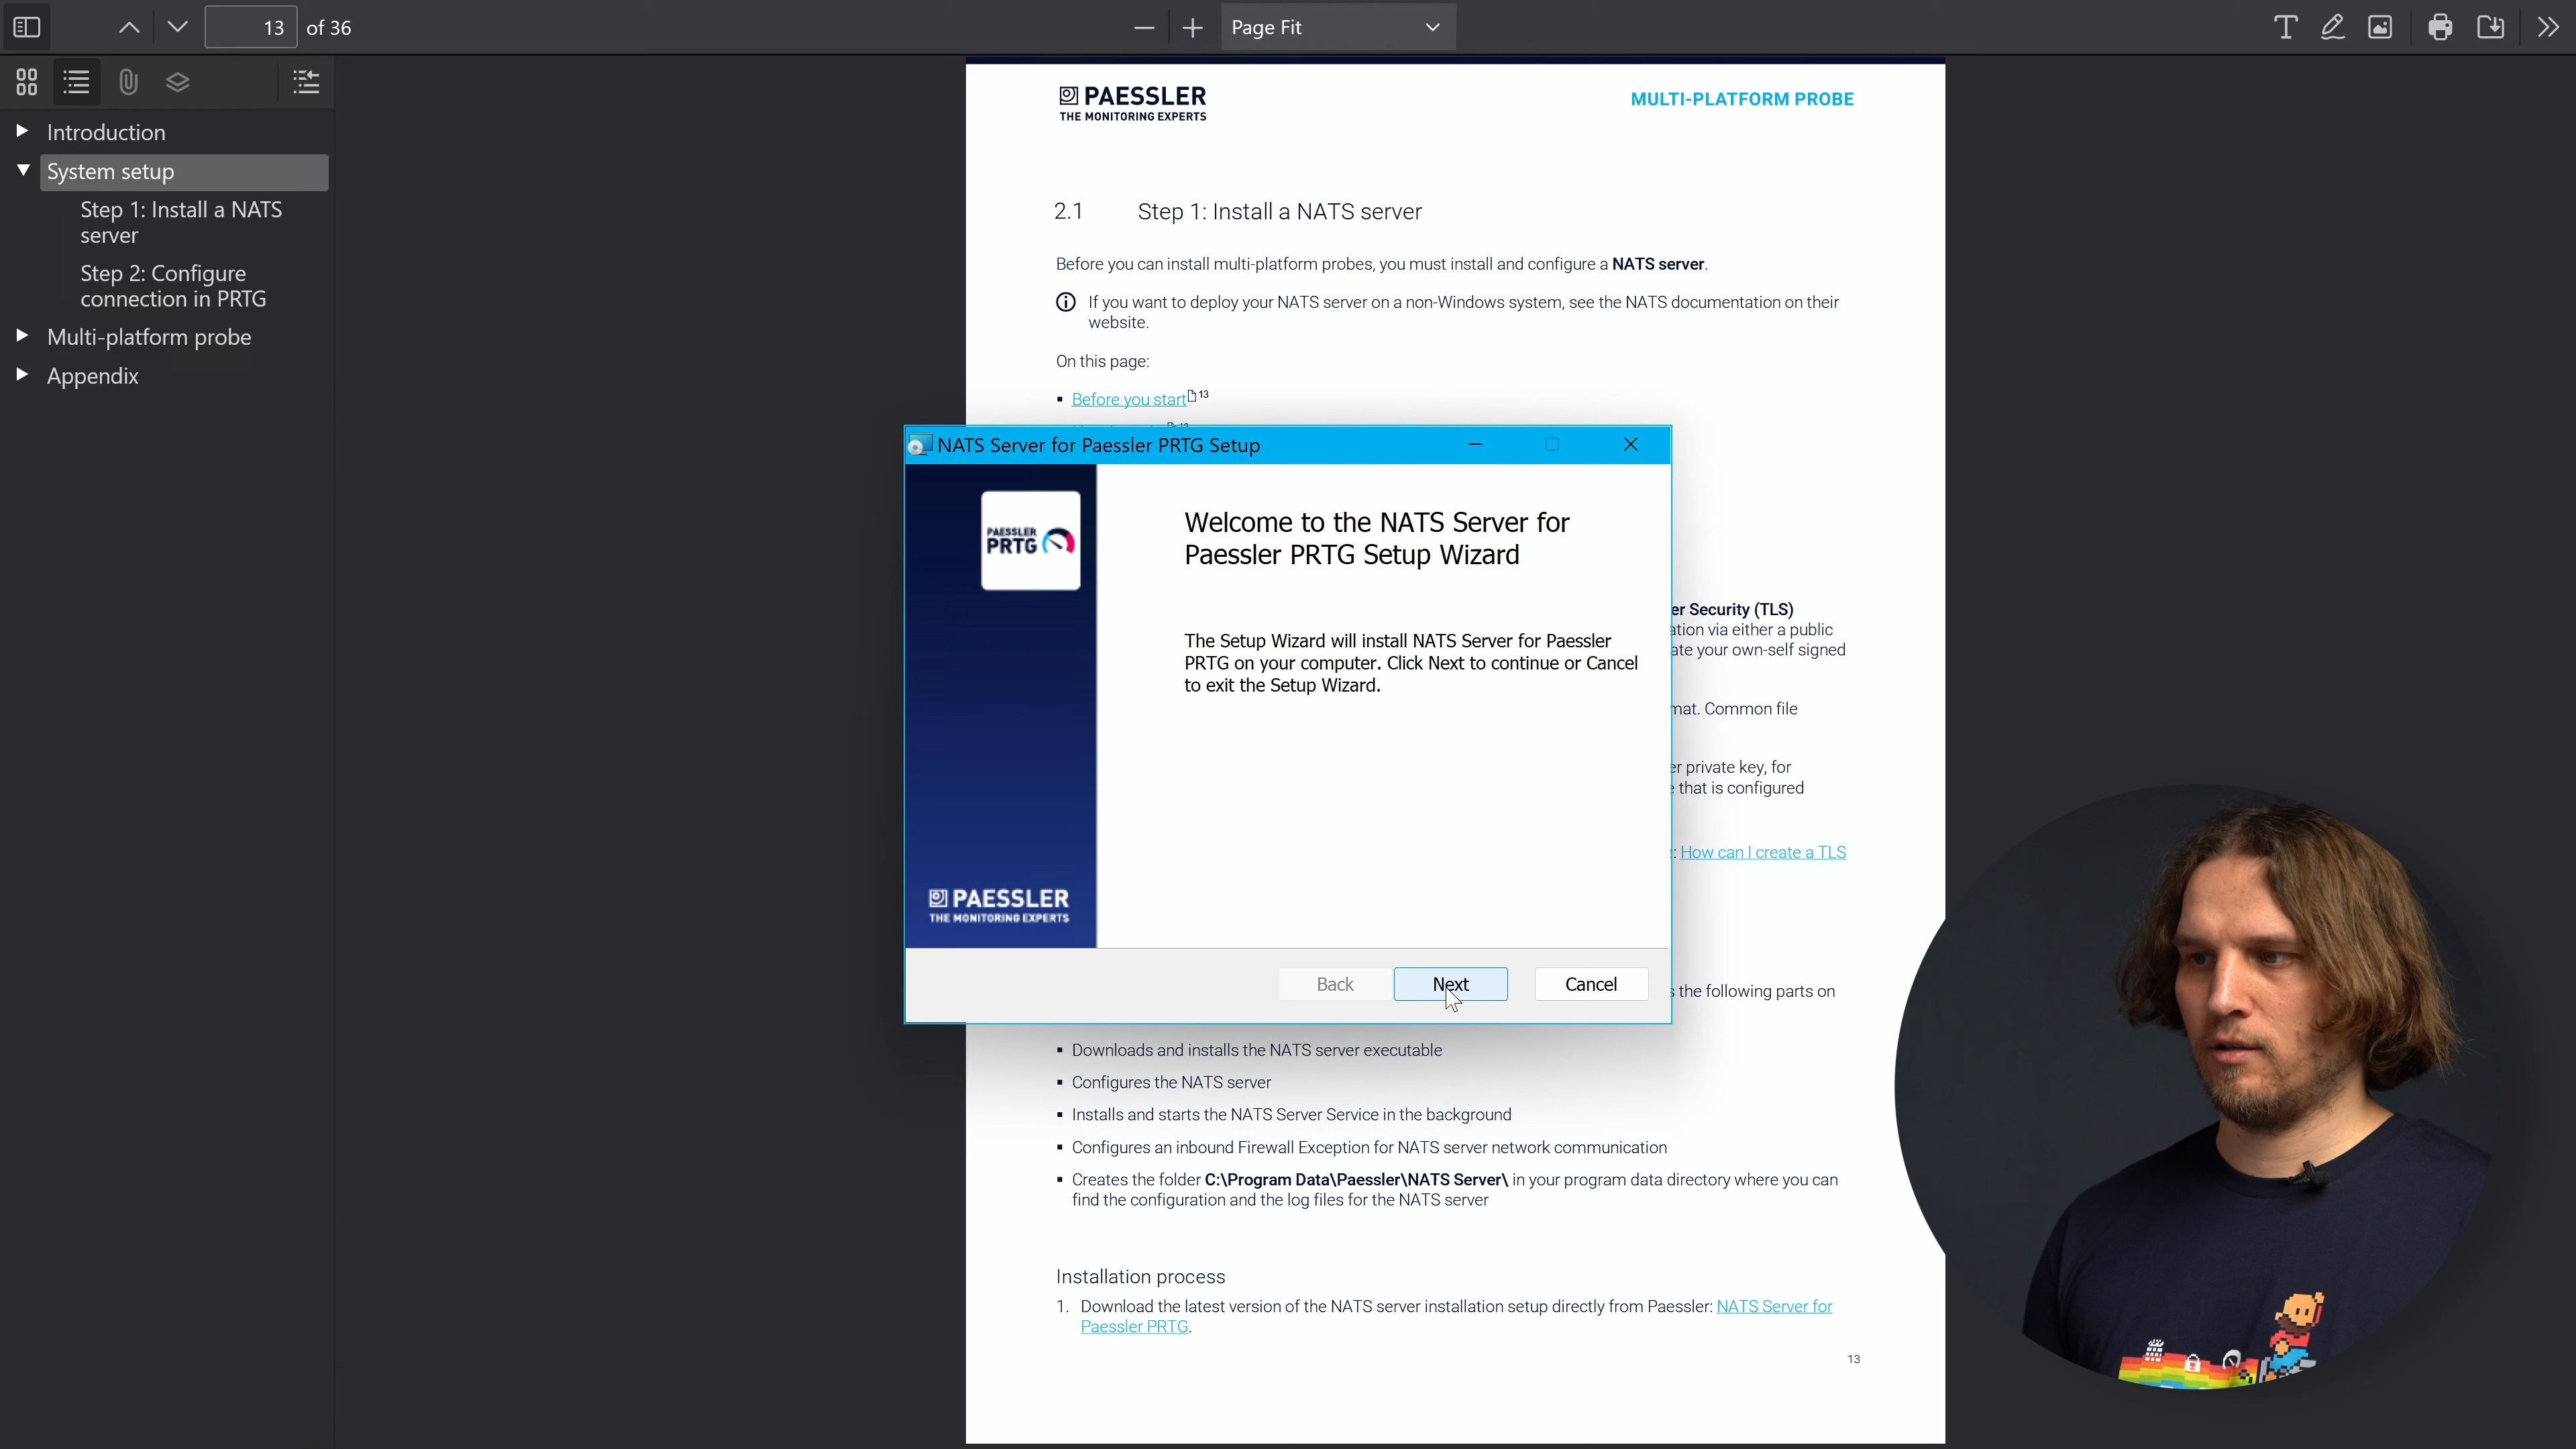 13 of 36
Page Fit
Introduction
System setup
Step 1: Install a NATS
server
Step 2: Configure
connection in PRTG
Multi-platform probe
Appendix
PAESSLER
THE MONITORING EXPERTS
MULTI-PLATFORM PROBE
2.1 Step 1: Install a NATS server
Before you can install multi-platform probes, you must install and configure a NATS server.
If you want to deploy your NATS server on a non-Windows system, see the NATS documentation on their
website.
On this page:
Before you start 13
NATS Server for Paessler PRTG Setup
PAESSLER
PRTG
Welcome to the NATS Server for
Paessler PRTG Setup Wizard
The Setup Wizard will install NATS Server for Paessler
PRTG on your computer. Click Next to continue or Cancel
to exit the Setup Wizard.
PAESSLER
THE MONITORING EXPERTS
Back Next Cancel
er Security (TLS)
ation via either a public
ate your own-self signed
mat. Common file
er private key, for
e that is configured
: How can I create a TLS
s the following parts on
Downloads and installs the NATS server executable
Configures the NATS server
Installs and starts the NATS Server Service in the background
Configures an inbound Firewall Exception for NATS server network communication
Creates the folder C:\Program Data\Paessler\NATS Server\ in your program data directory where you can
find the configuration and the log files for the NATS server
Installation process
1. Download the latest version of the NATS server installation setup directly from Paessler: NATS Server for
Paessler PRTG.
13